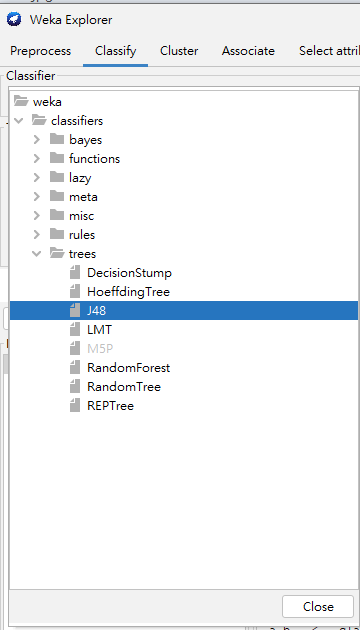 Weka Explorer
Preprocess Classify Cluster Associate Select attri
Classifier
weka
classifiers
bayes
functions
lazy
meta
misc
rules
trees
DecisionStump
HoeffdingTree
J48
LMT
M5P
RandomForest
RandomTree
REPTree
Close